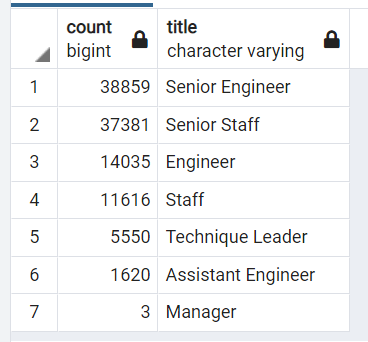 count title
bigint character varying
1 38859 Senior Engineer
2 37381 Senior Staff
3 14035 Engineer
4 11616 Staff
5 5550 Technique Leader
6 1620 Assistant Engineer
7 3 Manager